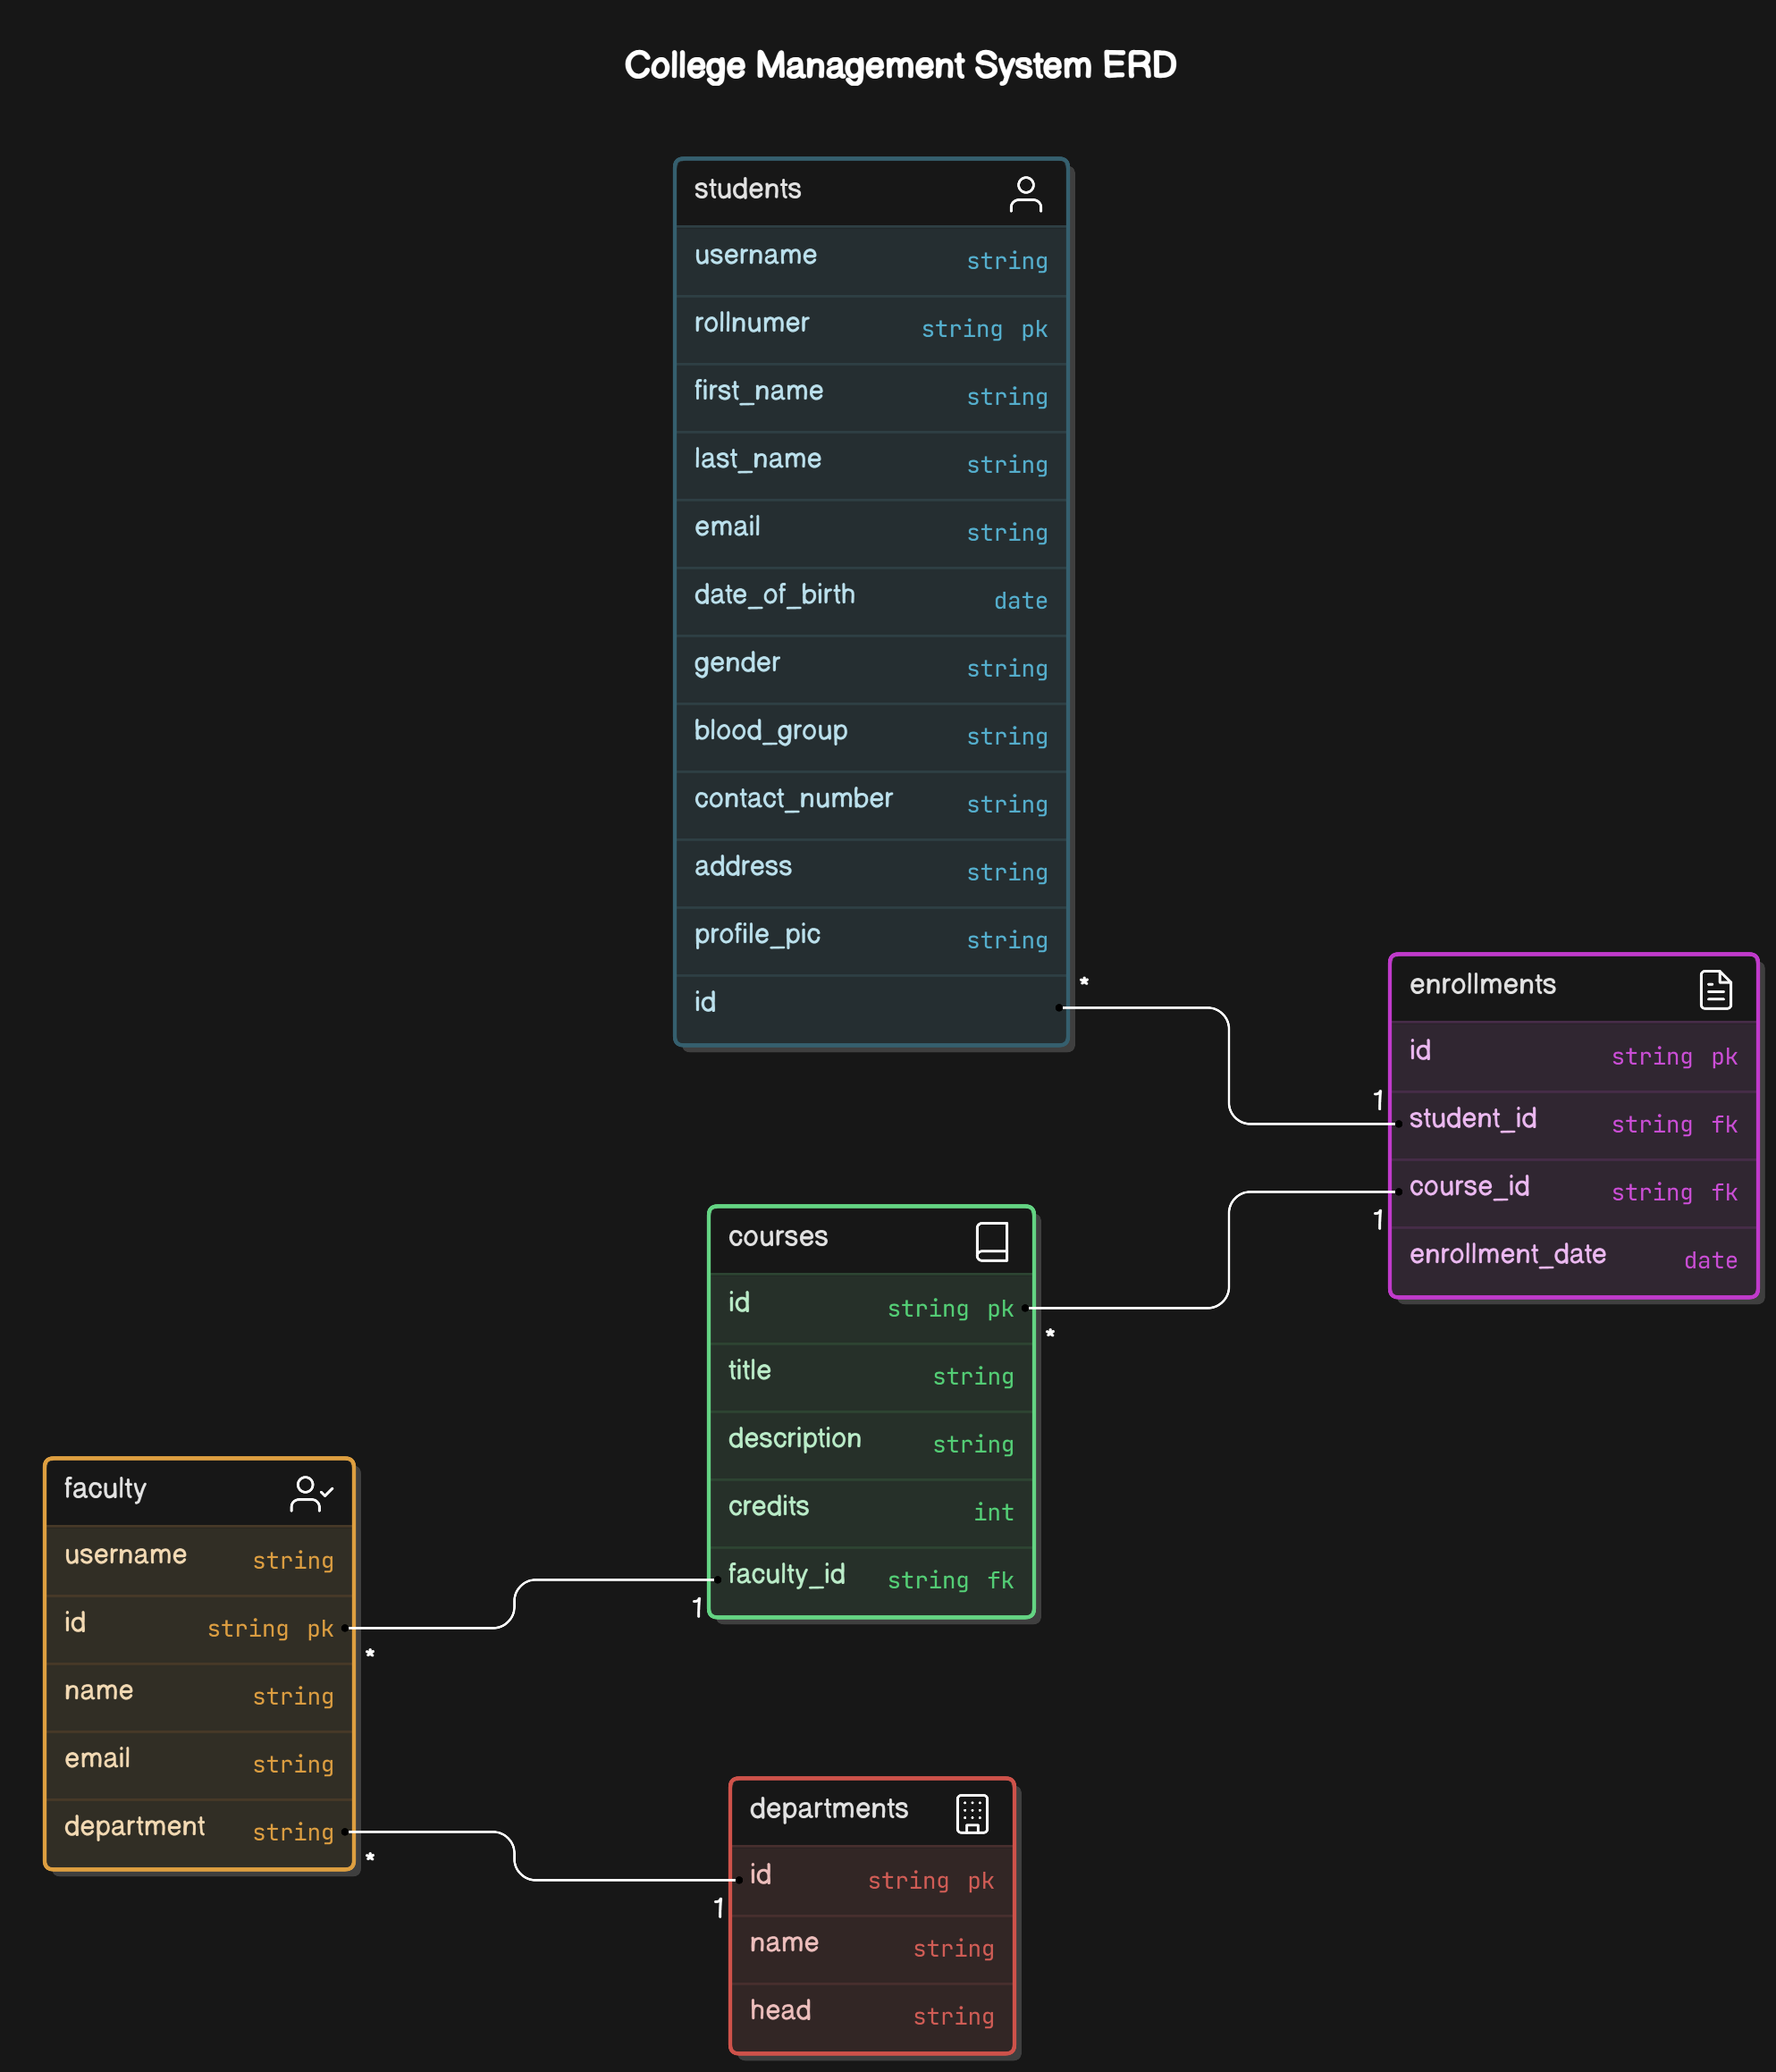 College Management System ERD
students
username string
rollnumer string pk
first_name string
last_name string
email string
date_of_birth date
gender string
blood_group string
contact_number string
address string
profile_pic string
id
*
enrollments
id string pk
1
student_id string fk
course_id string fk
1
enrollment_date date
courses
id string pk
*
title string
description string
credits int
faculty_id string fk
1
faculty
username string
id string pk
*
name string
email string
department string
*
departments
id string pk
1
name string
head string